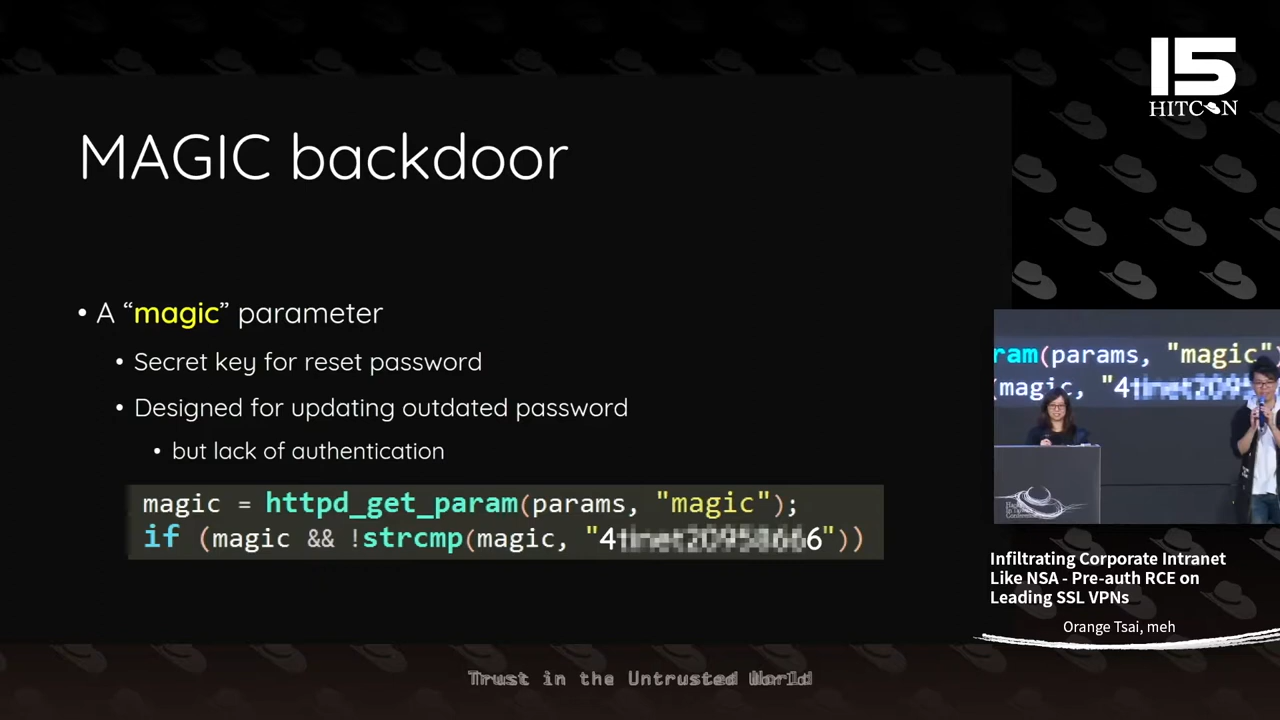 15
HITCON
MAGIC backdoor
• A “magic” parameter
• Secret key for reset password
• Designed for updating outdated password
• but lack of authentication
magic = httpd_get_param(params, "magic");
if (magic && !strcmp(magic, "4 6"))
ram(params, "magic")
(magic, "4
Infiltrating Corporate Intranet
Like NSA - Pre-auth RCE on
Leading SSL VPNs
Orange Tsai, meh
Trust in the Untrusted World